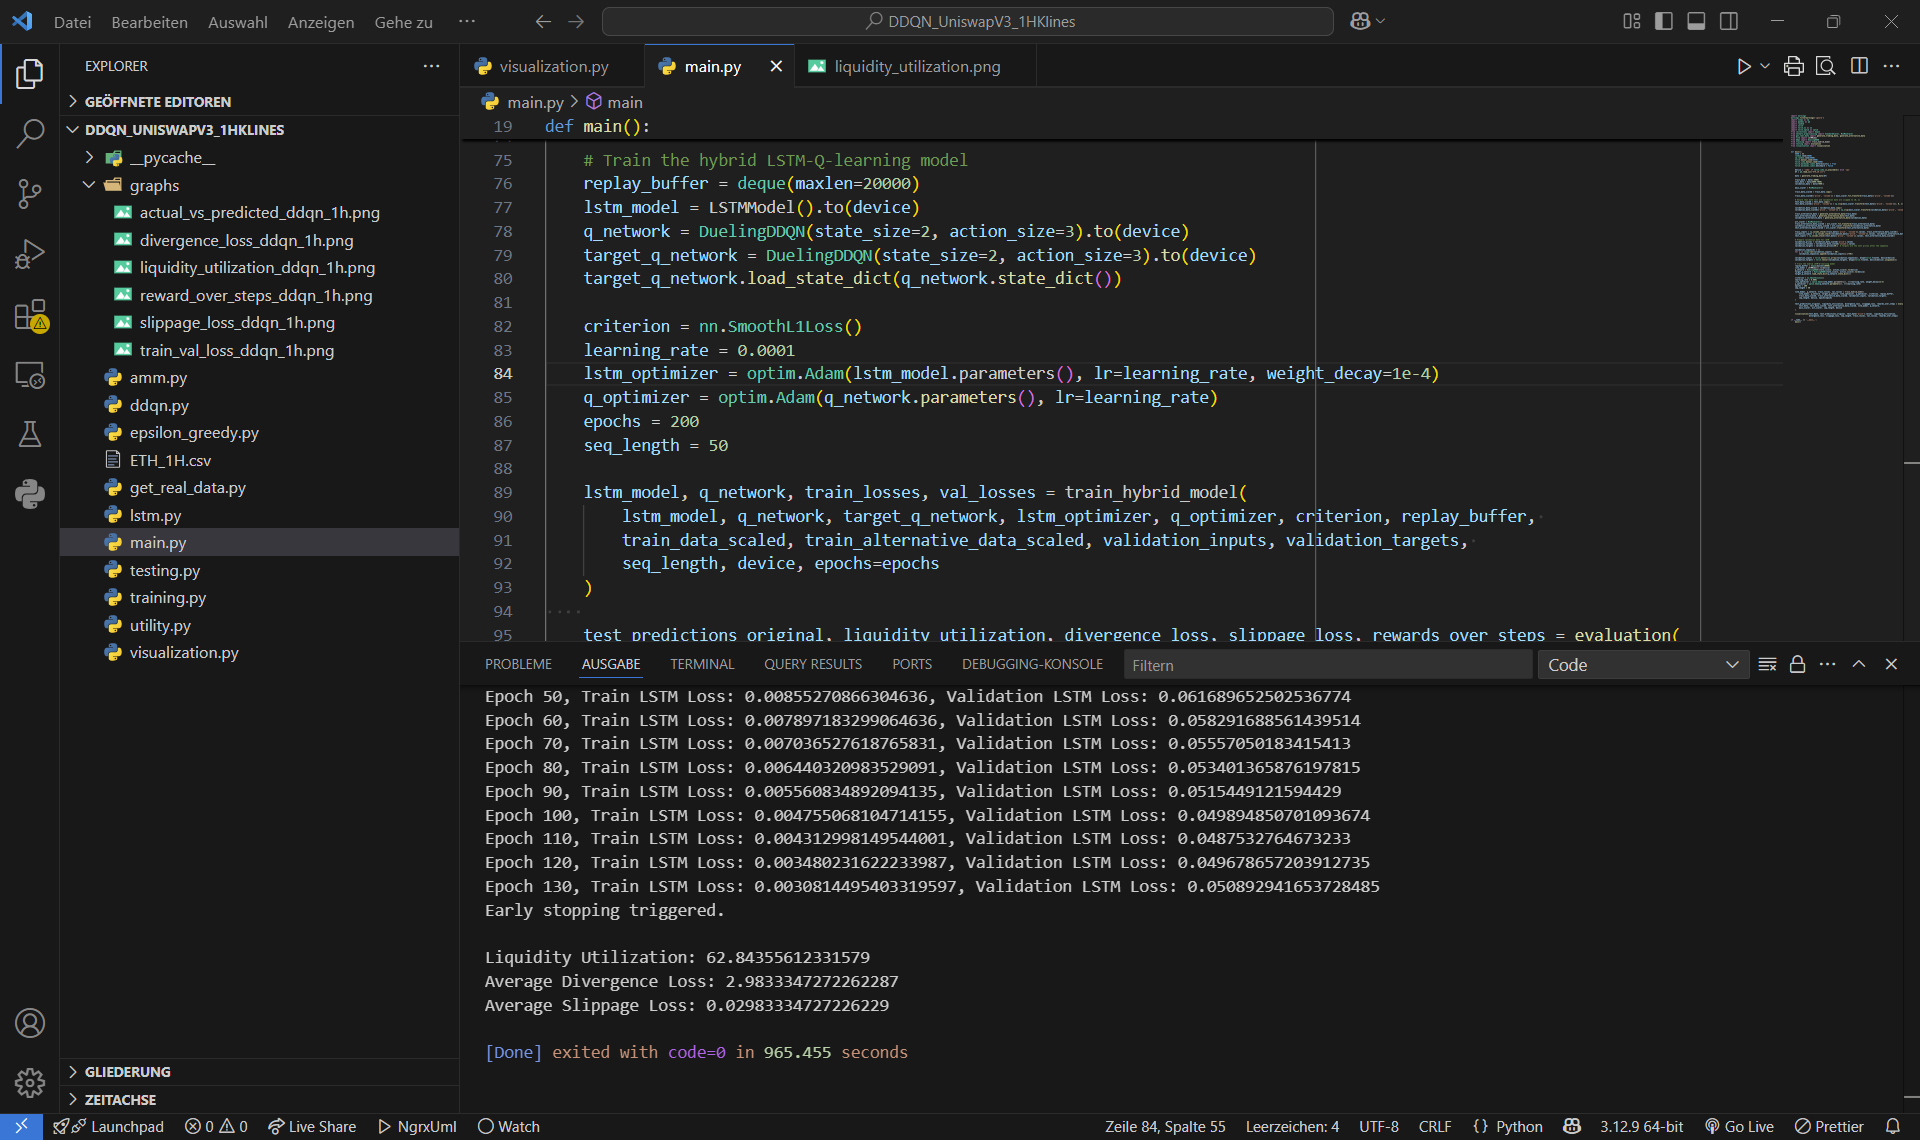 Datei Bearbeiten Auswahl Anzeigen Gehe zu ··· DDQN_UniswapV3_1HKlines
EXPLORER
GEÖFFNETE EDITOREN
DDQN_UNISWAPV3_1HKLINES
__pycache__
graphs
actual_vs_predicted_ddqn_1h.png
divergence_loss_ddqn_1h.png
liquidity_utilization_ddqn_1h.png
reward_over_steps_ddqn_1h.png
slippage_loss_ddqn_1h.png
train_val_loss_ddqn_1h.png
amm.py
ddqn.py
epsilon_greedy.py
ETH_1H.csv
get_real_data.py
lstm.py
main.py
testing.py
training.py
utility.py
visualization.py
GLIEDERUNG
ZEITACHSE
visualization.py main.py liquidity_utilization.png
main.py > main
19 def main():
75 # Train the hybrid LSTM-Q-learning model
76 replay_buffer = deque(maxlen=20000)
77 lstm_model = LSTMModel().to(device)
78 q_network = DuelingDDQN(state_size=2, action_size=3).to(device)
79 target_q_network = DuelingDDQN(state_size=2, action_size=3).to(device)
80 target_q_network.load_state_dict(q_network.state_dict())
81
82 criterion = nn.SmoothL1Loss()
83 learning_rate = 0.0001
84 lstm_optimizer = optim.Adam(lstm_model.parameters(), lr=learning_rate, weight_decay=1e-4)
85 q_optimizer = optim.Adam(q_network.parameters(), lr=learning_rate)
86 epochs = 200
87 seq_length = 50
88
89 lstm_model, q_network, train_losses, val_losses = train_hybrid_model(
90 lstm_model, q_network, target_q_network, lstm_optimizer, q_optimizer, criterion, replay_buffer,
91 train_data_scaled, train_alternative_data_scaled, validation_inputs, validation_targets,
92 seq_length, device, epochs=epochs
93 )
94
95 test_predictions_original, liquidity_utilization, divergence_loss, slippage_loss, rewards_over_steps = evaluation(
PROBLEME AUSGABE TERMINAL QUERY RESULTS PORTS DEBUGGING-KONSOLE Filtern Code
Epoch 50, Train LSTM Loss: 0.00855270866304636, Validation LSTM Loss: 0.061689652502536774
Epoch 60, Train LSTM Loss: 0.007897183299064636, Validation LSTM Loss: 0.058291688561439514
Epoch 70, Train LSTM Loss: 0.007036527618765831, Validation LSTM Loss: 0.05557050183415413
Epoch 80, Train LSTM Loss: 0.006440320983529091, Validation LSTM Loss: 0.053401365876197815
Epoch 90, Train LSTM Loss: 0.005560834892094135, Validation LSTM Loss: 0.0515449121594429
Epoch 100, Train LSTM Loss: 0.004755068104714155, Validation LSTM Loss: 0.049894850701093674
Epoch 110, Train LSTM Loss: 0.004312998149544001, Validation LSTM Loss: 0.0487532764673233
Epoch 120, Train LSTM Loss: 0.003480231622233987, Validation LSTM Loss: 0.049678657203912735
Epoch 130, Train LSTM Loss: 0.0030814495403319597, Validation LSTM Loss: 0.050892941653728485
Early stopping triggered.
Liquidity Utilization: 62.84355612331579
Average Divergence Loss: 2.9833347272262287
Average Slippage Loss: 0.02983334727226229
[Done] exited with code=0 in 965.455 seconds
Launchpad 0 0 Live Share NgrxUml Watch Zeile 84, Spalte 55 Leerzeichen: 4 UTF-8 CRLF {} Python 3.12.9 64-bit Go Live Prettier